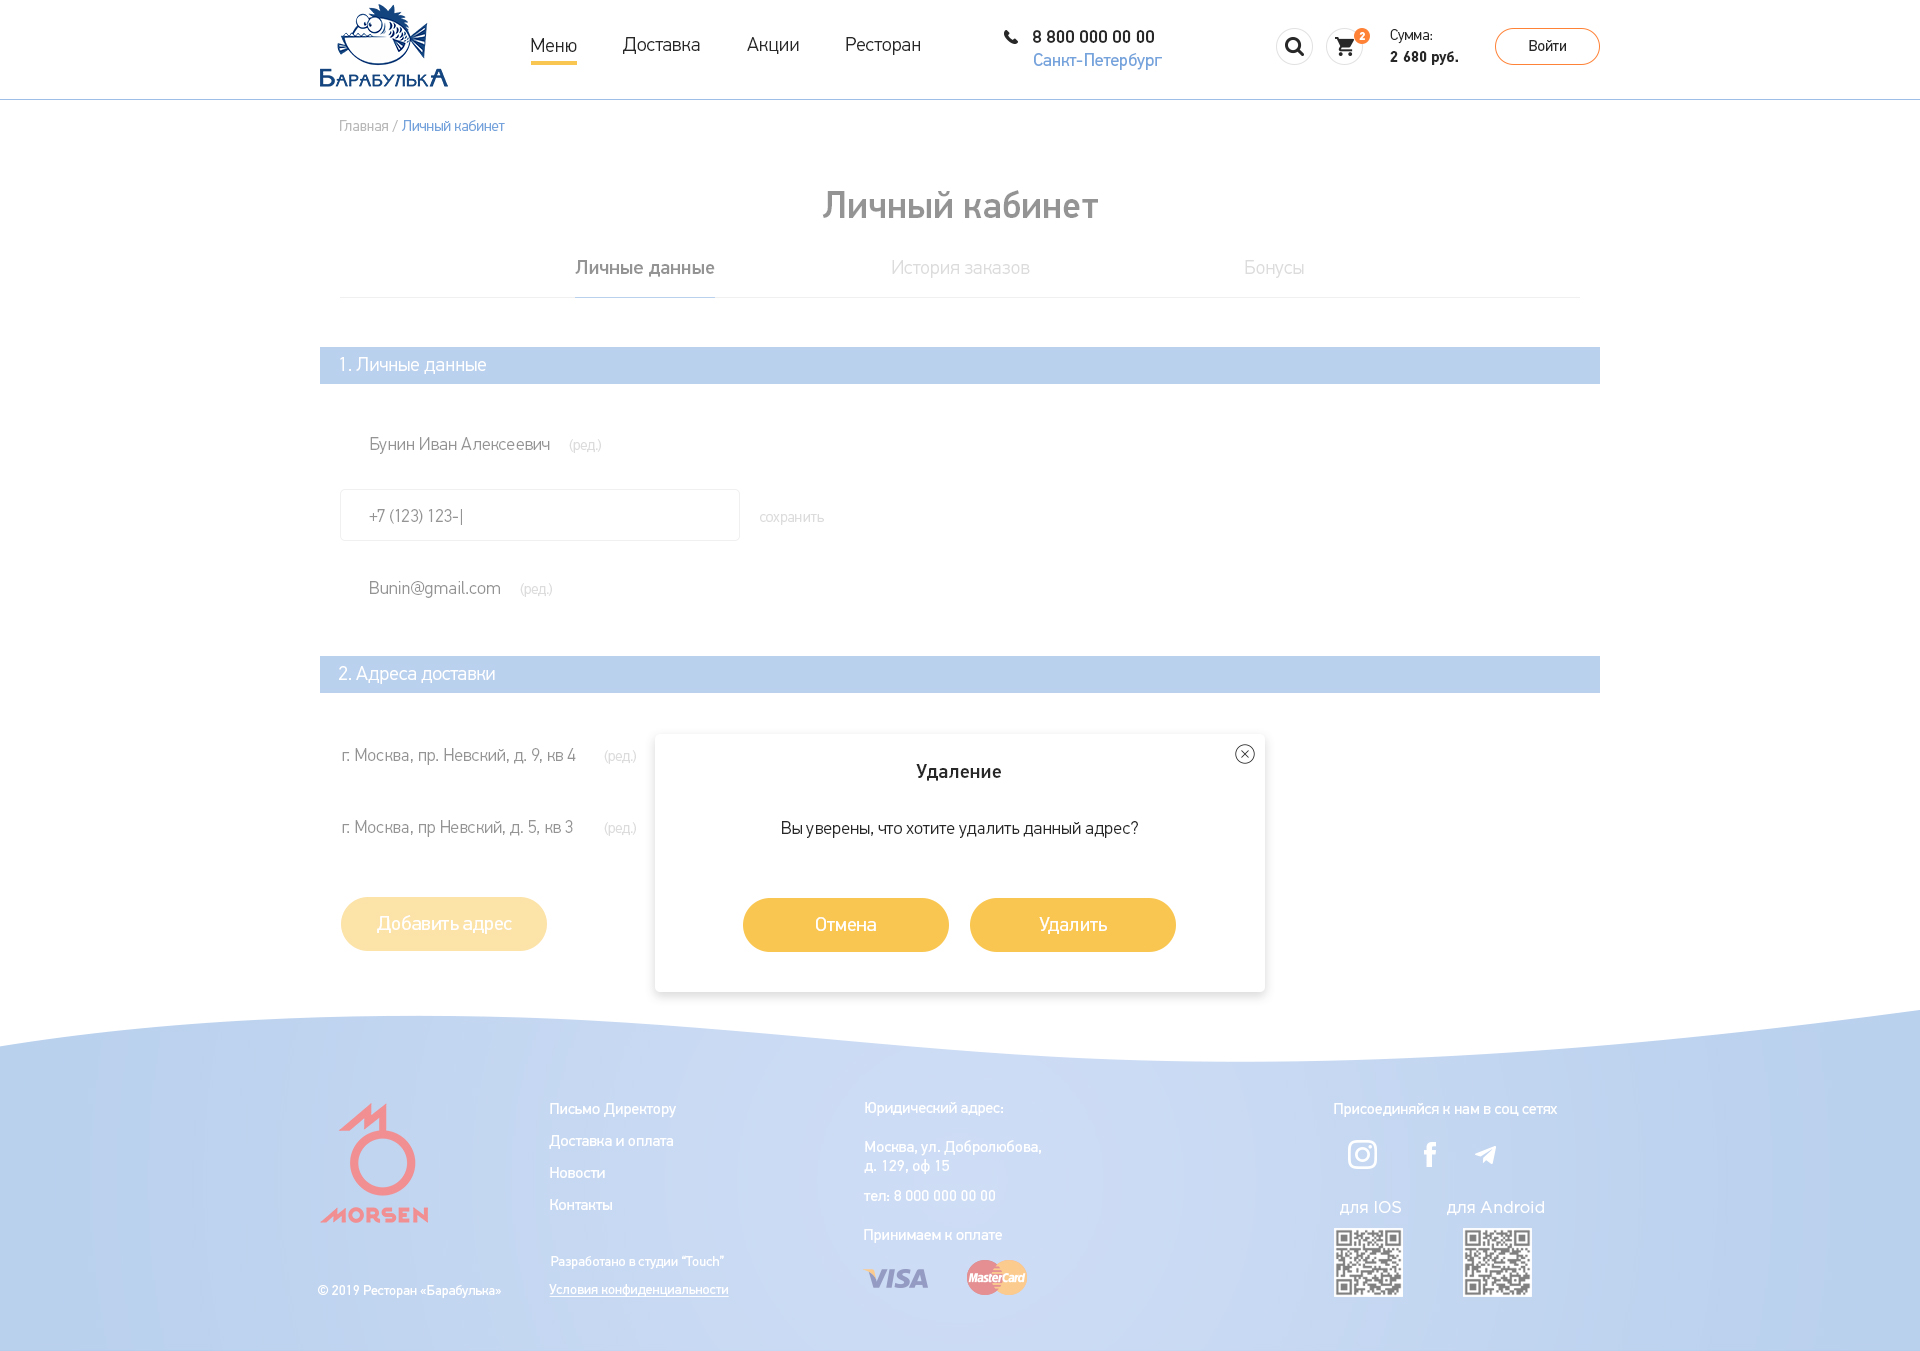 БАРАБУЛЬКА
Меню
Доставка
Акции
Ресторан
8 800 000 00 00
Санкт-Петербург
2
Сумма:
2 680 руб.
Войти
Главная / Личный кабинет
Личный кабинет
Личные данные
История заказов
Бонусы
1. Личные данные
Бунин Иван Алексеевич (ред.)
+7 (123) 123-|
сохранить
Bunin@gmail.com (ред.)
2. Адреса доставки
г. Москва, пр. Невский, д. 9, кв 4 (ред.)
г. Москва, пр Невский, д. 5, кв 3 (ред.)
Добавить адрес
Удаление
Вы уверены, что хотите удалить данный адрес?
Отмена
Удалить
MORSEN
© 2019 Ресторан «Барабулька»
Письмо Директору
Доставка и оплата
Новости
Контакты
Разработано в студии "Touch"
Условия конфиденциальности
Юридический адрес:
Москва, ул. Добролюбова,
д. 129, оф 15
тел: 8 000 000 00 00
Принимаем к оплате
VISA
MasterCard
Присоединяйся к нам в соц сетях
для IOS
для Android